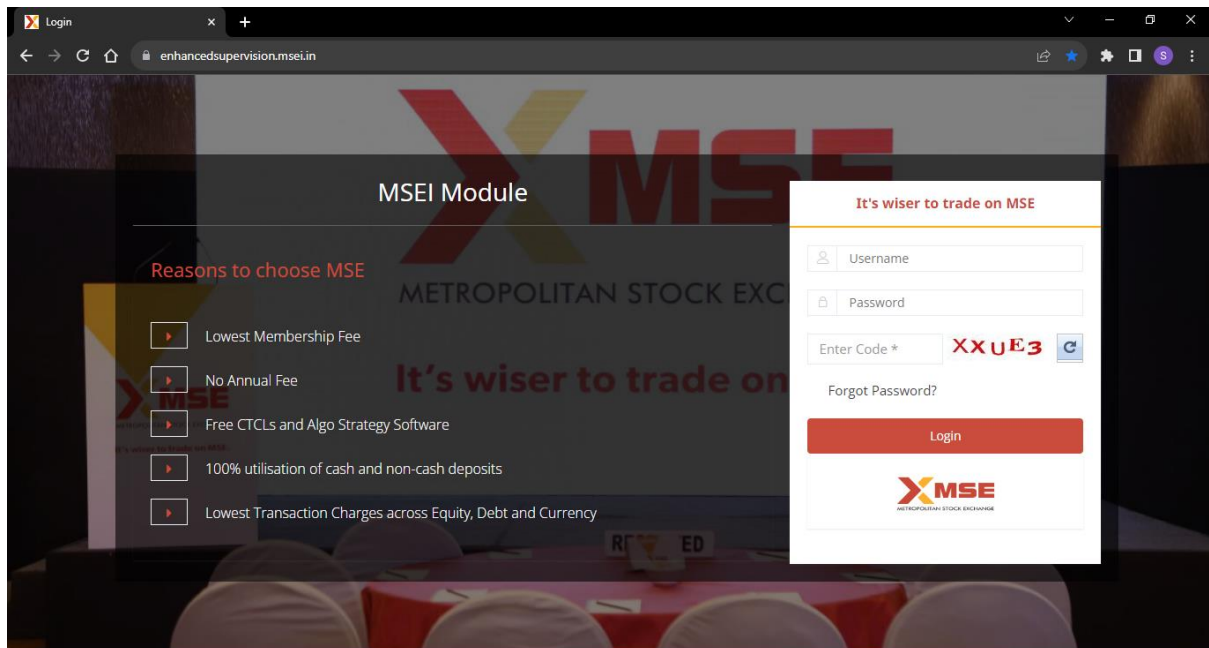 Login
enhancedsupervision.msei.in
S
MSE
METROPOLITAN STOCK EXC
It's wiser to trade on
MSEI Module
Reasons to choose MSE
Lowest Membership Fee
No Annual Fee
Free CTCLs and Algo Strategy Software
100% utilisation of cash and non-cash deposits
Lowest Transaction Charges across Equity, Debt and Currency
MSE
It's wiser to trade on MSE
Username
Password
Enter Code *
XXUE3
Forgot Password?
Login
MSE
METROPOLITAN STOCK EXCHANGE